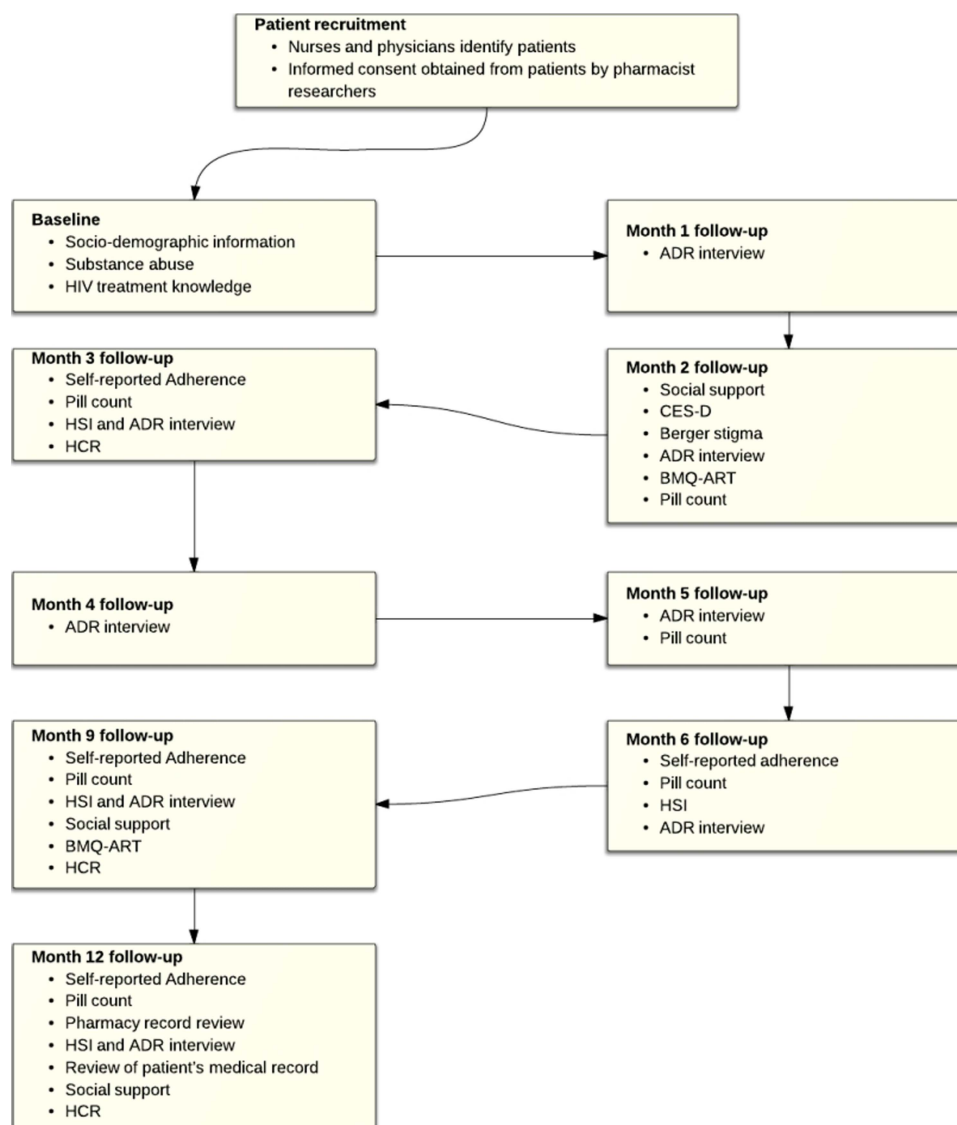 Patient recruitment
• Nurses and physicians identify patients
• Informed consent obtained from patients by pharmacist
researchers
Baseline
• Socio-demographic information
• Substance abuse
• HIV treatment knowledge
Month 1 follow-up
• ADR interview
Month 2 follow-up
• Social support
• CES-D
• Berger stigma
• ADR interview
• BMQ-ART
• Pill count
Month 3 follow-up
• Self-reported Adherence
• Pill count
• HSI and ADR interview
• HCR
Month 4 follow-up
• ADR interview
Month 5 follow-up
• ADR interview
• Pill count
Month 6 follow-up
• Self-reported adherence
• Pill count
• HSI
• ADR interview
Month 9 follow-up
• Self-reported Adherence
• Pill count
• HSI and ADR interview
• Social support
• BMQ-ART
• HCR
Month 12 follow-up
• Self-reported Adherence
• Pill count
• Pharmacy record review
• HSI and ADR interview
• Review of patient's medical record
• Social support
• HCR